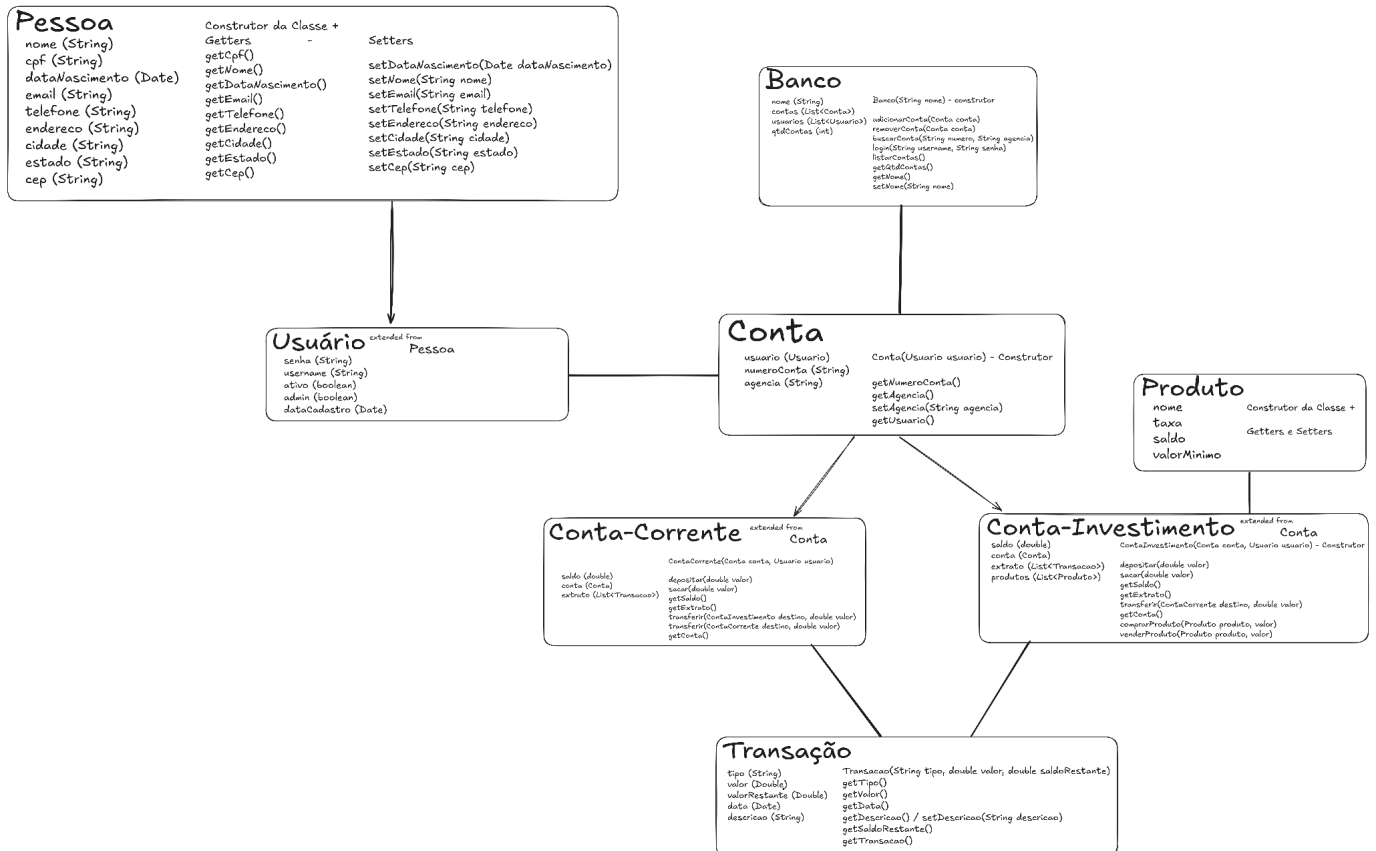 Pessoa
nome (String)
cpf (String)
dataNascimento (Date)
email (String)
telefone (String)
endereco (String)
cidade (String)
estado (String)
cep (String)
Construtor da Classe +
Getters - Setters
getCpf()
getNome()
getDataNascimento()
getEmail()
getTelefone()
getEndereco()
getCidade()
getEstado()
getCep()
setDataNascimento(Date dataNascimento)
setNome(String nome)
setEmail(String email)
setTelefone(String telefone)
setEndereco(String endereco)
setCidade(String cidade)
setEstado(String estado)
setCep(String cep)
Banco
nome (String)
contas (List<Conta>)
usuarios (List<Usuario>)
qtdContas (int)
Banco(String nome) - construtor
adicionarConta(Conta conta)
removerConta(Conta conta)
buscarConta(String numero, String agencia)
login(String username, String senha)
listarContas()
getQtdContas()
getNome()
setNome(String nome)
Usuário extended from
Pessoa
senha (String)
username (String)
ativo (boolean)
admin (boolean)
dataCadastro (Date)
Conta
usuario (Usuario)
numeroConta (String)
agencia (String)
Conta(Usuario usuario) - Construtor
getNumeroConta()
getAgencia()
setAgencia(String agencia)
getUsuario()
Produto
nome
taxa
saldo
valorMinimo
Construtor da Classe +
Getters e Setters
Conta-Corrente extended from
Conta
saldo (double)
conta (Conta)
extrato (List<Transacao>)
ContaCorrente(Conta conta, Usuario usuario)
depositar(double valor)
sacar(double valor)
getSaldo()
getExtrato()
transferir(ContaInvestimento destino, double valor)
transferir(ContaCorrente destino, double valor)
getConta()
Conta-Investimento extended from
Conta
saldo (double)
conta (Conta)
extrato (List<Transacao>)
produtos (List<Produto>)
ContaInvestimento(Conta conta, Usuario usuario) - Construtor
depositar(double valor)
sacar(double valor)
getSaldo()
getExtrato()
transferir(ContaCorrente destino, double valor)
getConta()
comprarProduto(Produto produto, valor)
venderProduto(Produto produto, valor)
Transação
tipo (String)
valor (Double)
valorRestante (Double)
data (Date)
descricao (String)
Transacao(String tipo, double valor, double saldoRestante)
getTipo()
getValor()
getData()
getDescricao() / setDescricao(String descricao)
getSaldoRestante()
getTransacao()